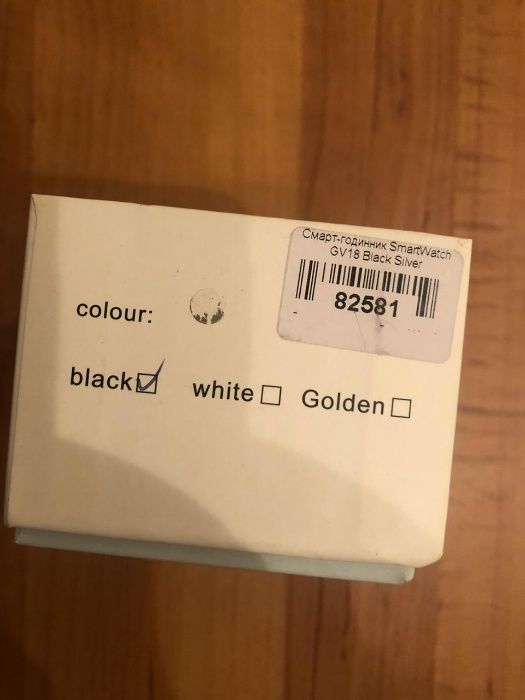 Смарт-годинник SmartWatch
GV18 Black Silver
82581
colour:
black☑ white☐ Golden☐